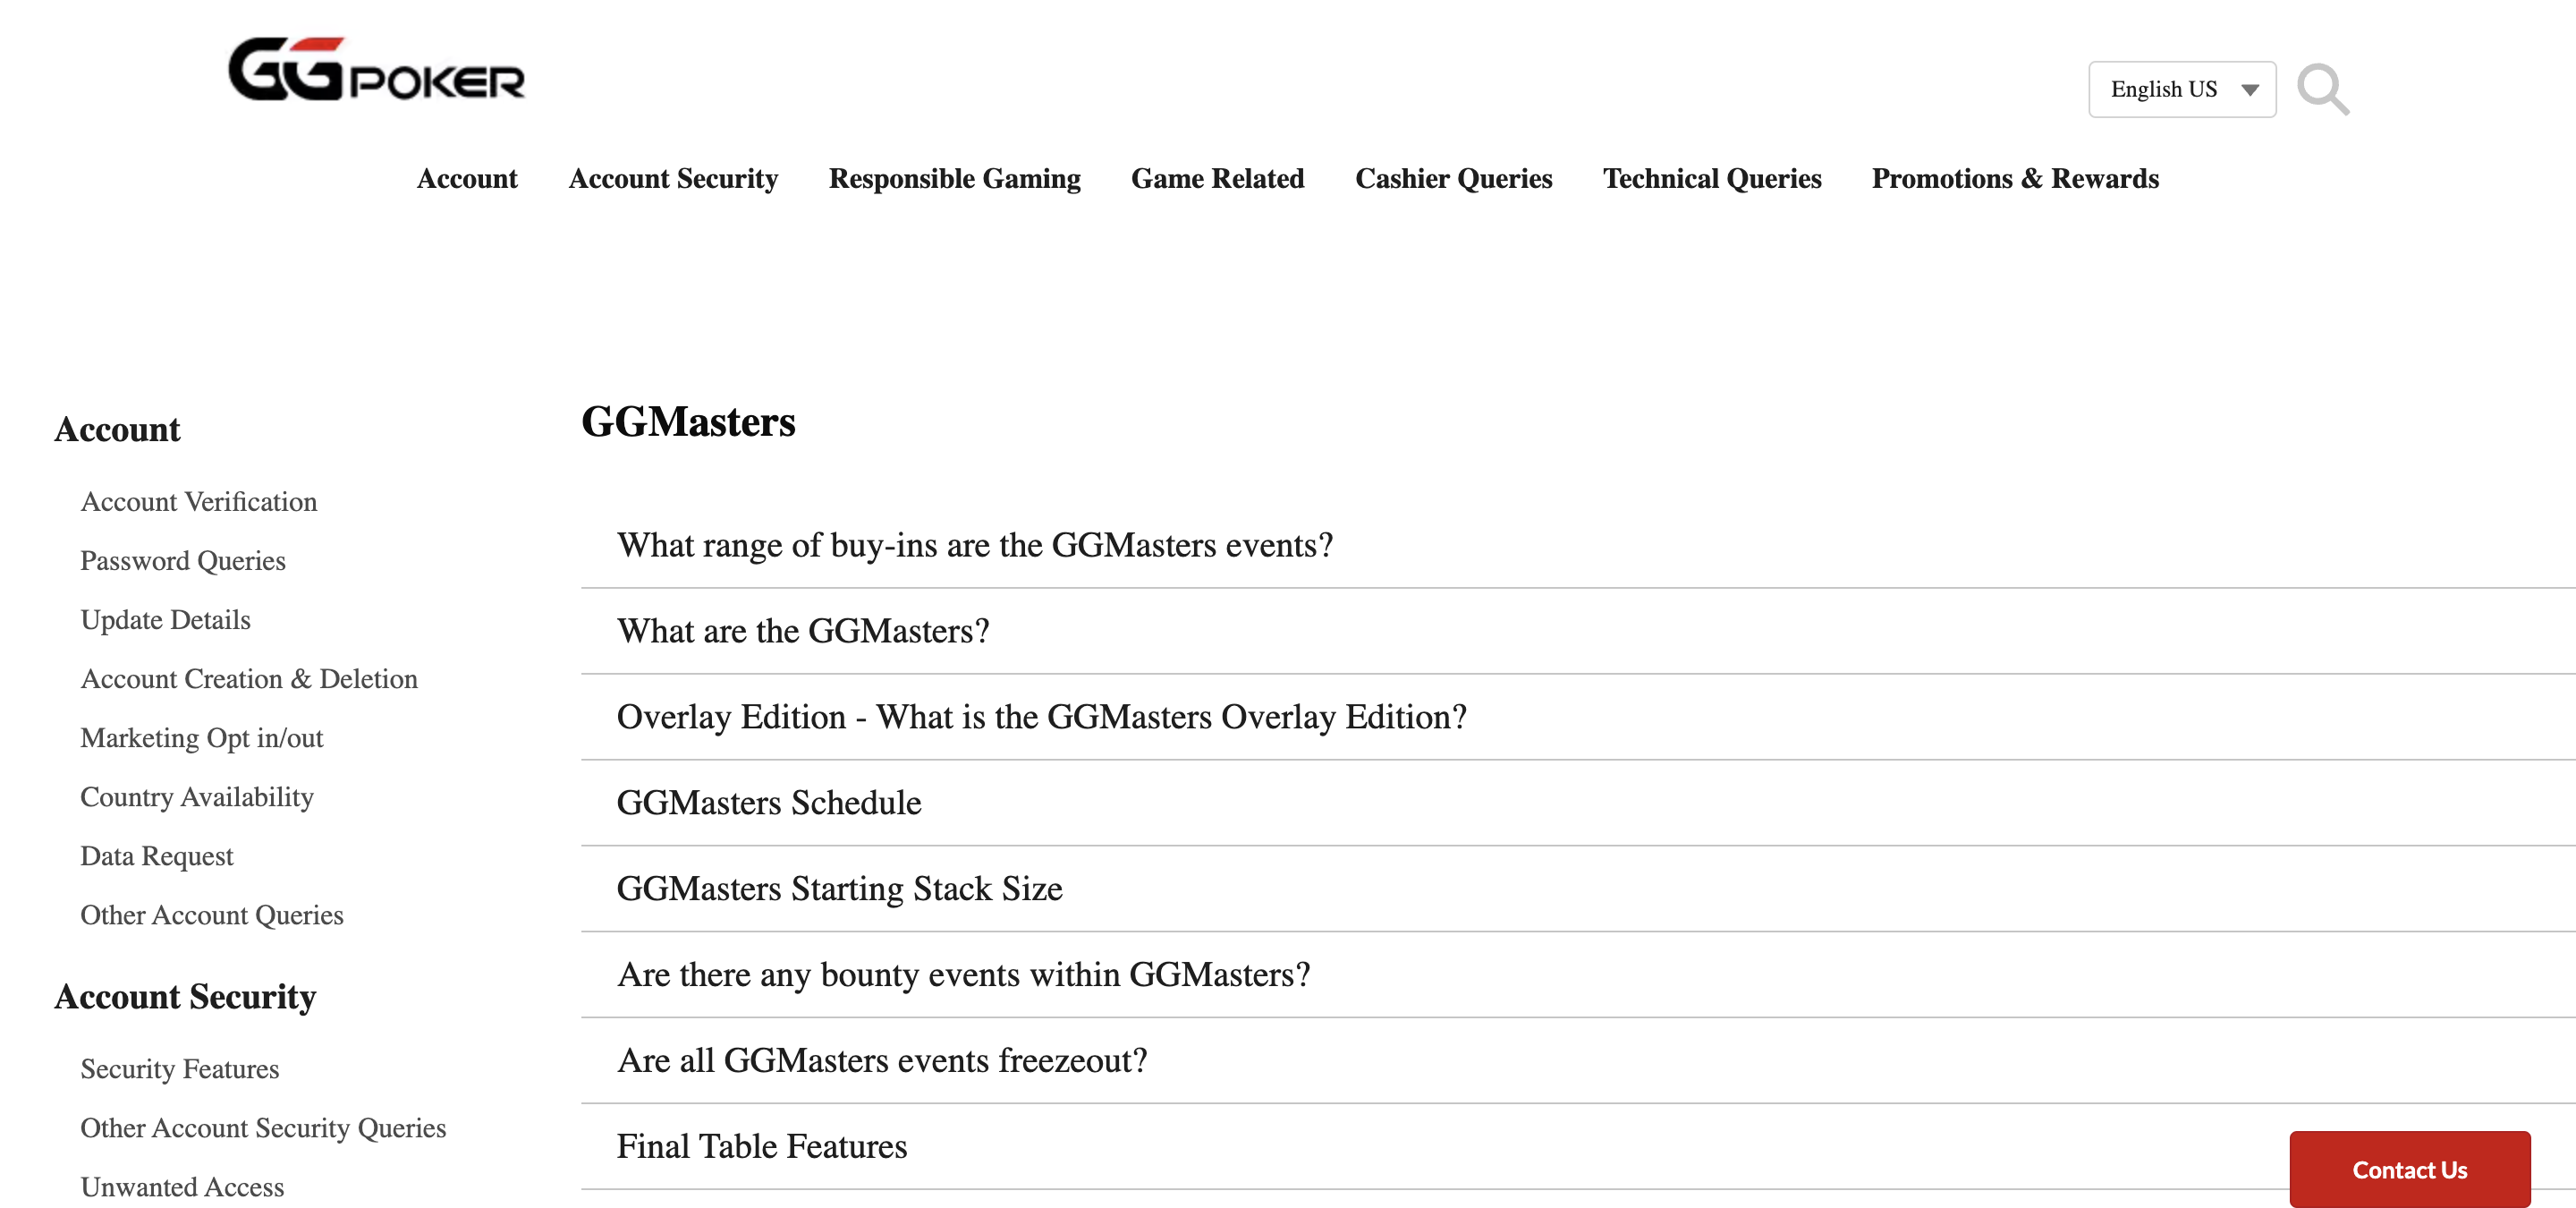 GGPOKER
English US
Account
Account Security
Responsible Gaming
Game Related
Cashier Queries
Technical Queries
Promotions & Rewards
Account
Account Verification
Password Queries
Update Details
Account Creation & Deletion
Marketing Opt in/out
Country Availability
Data Request
Other Account Queries
Account Security
Security Features
Other Account Security Queries
Unwanted Access
GGMasters
What range of buy-ins are the GGMasters events?
What are the GGMasters?
Overlay Edition - What is the GGMasters Overlay Edition?
GGMasters Schedule
GGMasters Starting Stack Size
Are there any bounty events within GGMasters?
Are all GGMasters events freezeout?
Final Table Features
Contact Us